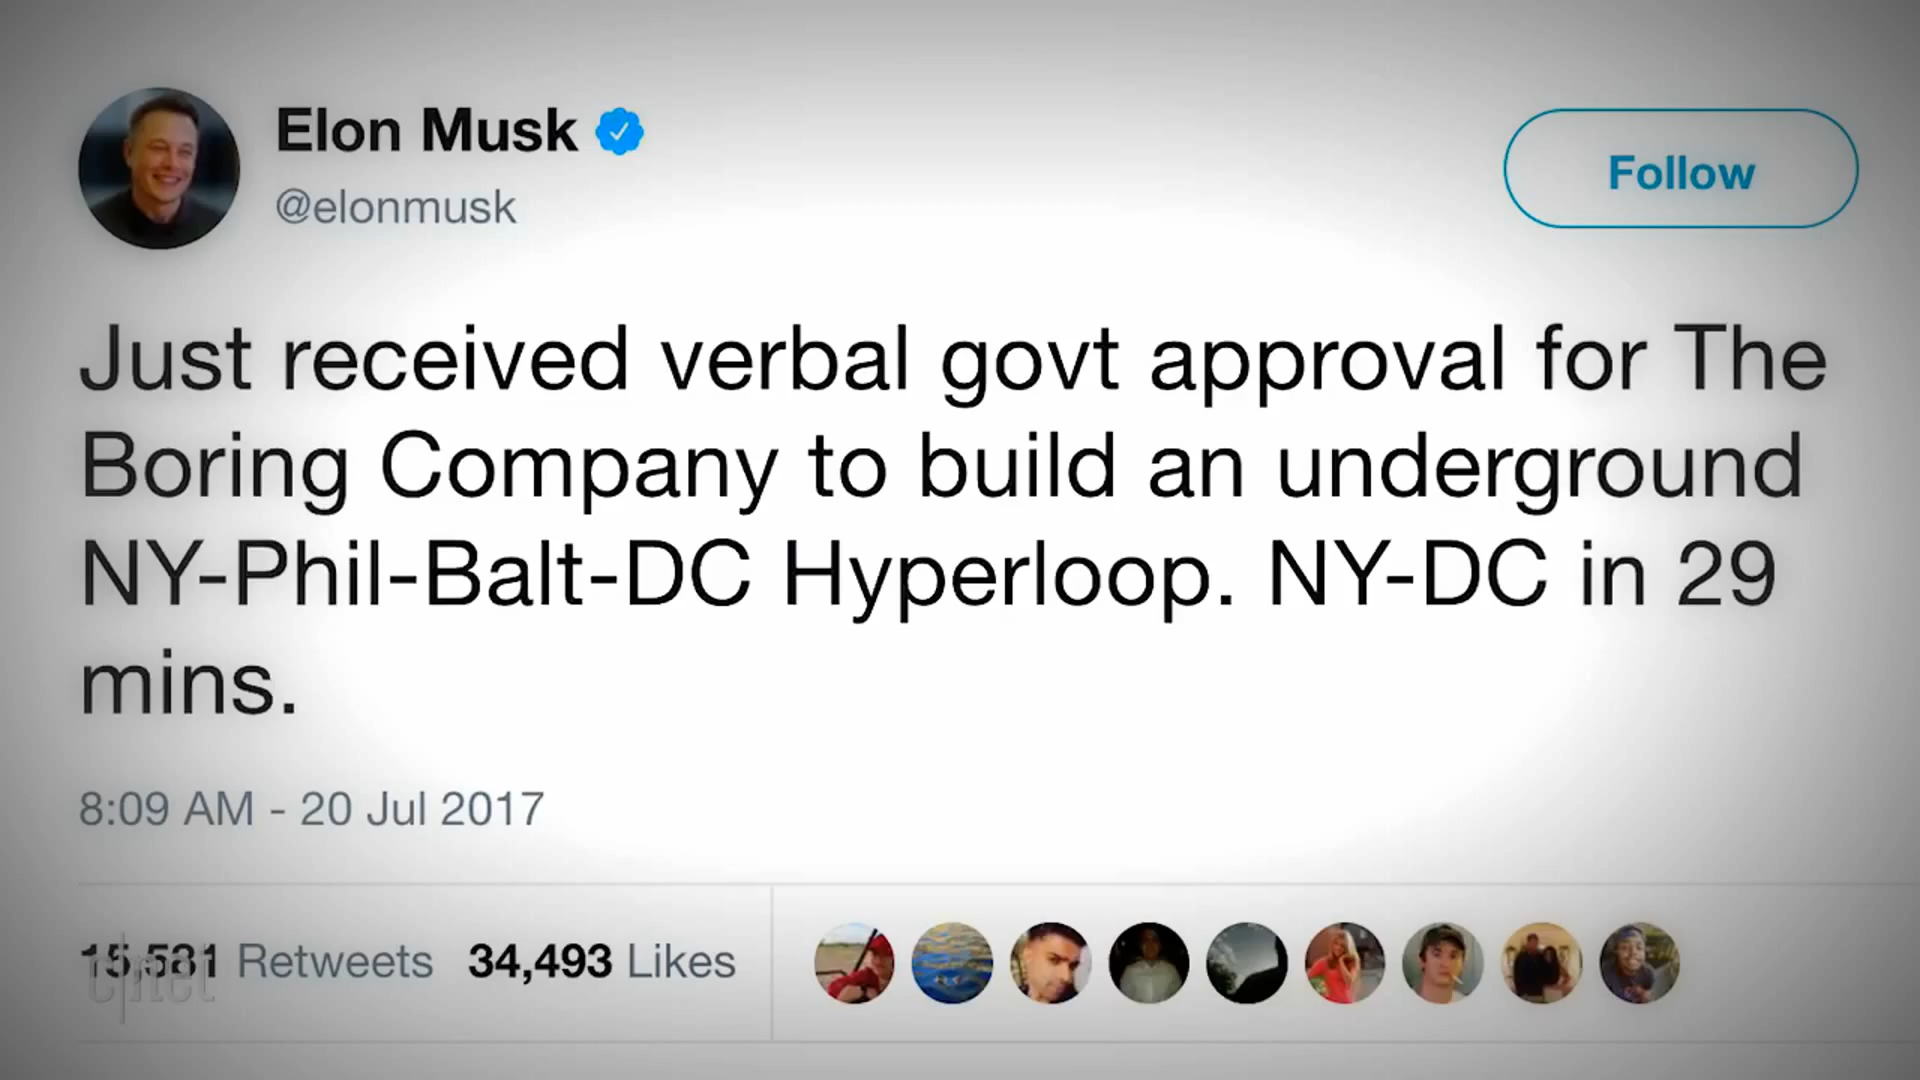 Elon Musk
@elonmusk
Follow
Just received verbal govt approval for The
Boring Company to build an underground
NY-Phil-Balt-DC Hyperloop. NY-DC in 29
mins.
8:09 AM - 20 Jul 2017
Retweets 34,493 Likes
c|net